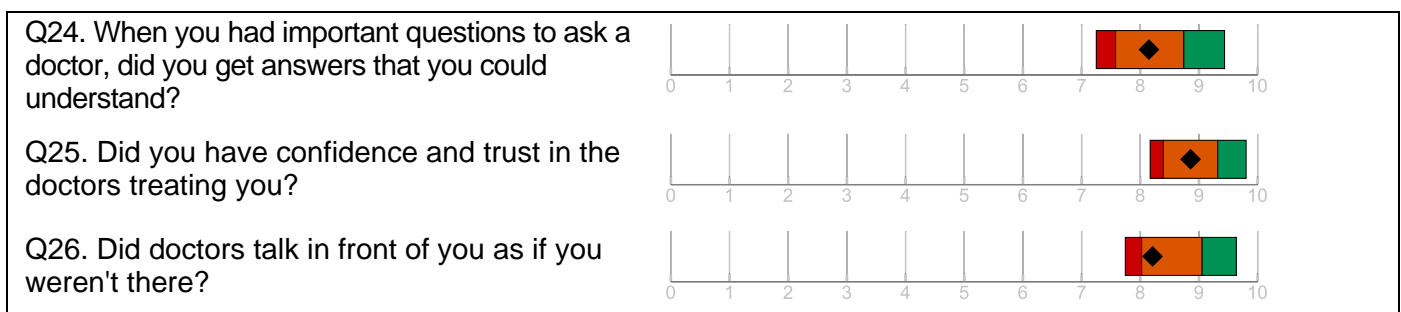 Q24. When you had important questions to ask a
doctor, did you get answers that you could
understand?
0 1 2 3 4 5 6 7 8 9 10
Q25. Did you have confidence and trust in the
doctors treating you?
0 1 2 3 4 5 6 7 8 9 10
Q26. Did doctors talk in front of you as if you
weren't there?
0 1 2 3 4 5 6 7 8 9 10